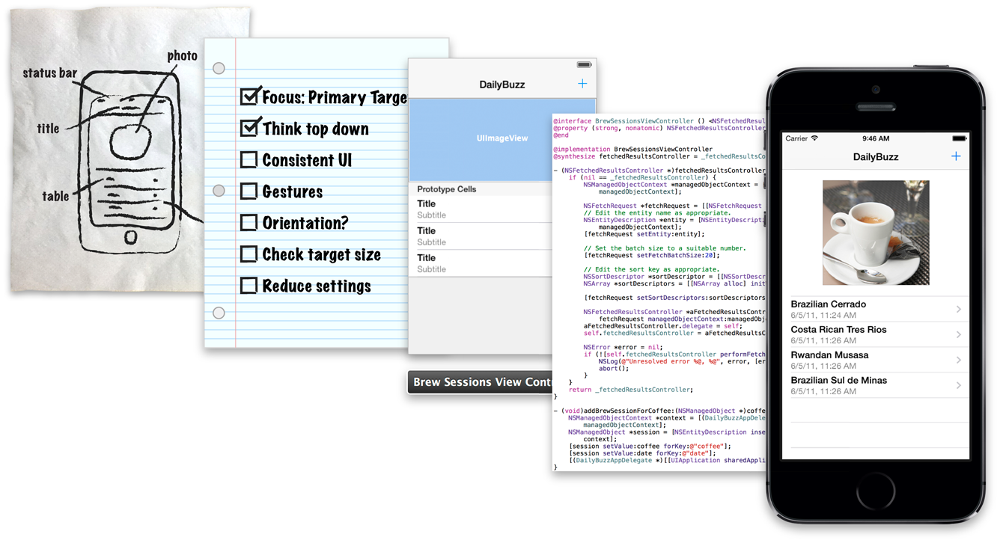 photo
status bar
title
table
Focus: Primary Targe
Think top down
Consistent UI
Gestures
Orientation?
Check target size
Reduce settings
DailyBuzz +
UIImageView
Prototype Cells
Title
Subtitle
Title
Subtitle
Title
Subtitle
Brew Sessions View Contr
@interface BrewSessionsViewController () <NSFetchedResul
@property (strong, nonatomic) NSFetchedResultsController
@end
@implementation BrewSessionsViewController
@synthesize fetchedResultsController = _fetchedResultsCo
- (NSFetchedResultsController *)fetchedResultsController
if (nil == _fetchedResultsController) {
NSManagedObjectContext *managedObjectContext =
managedObjectContext];
NSFetchRequest *fetchRequest = [[NSFetchRequest
// Edit the entity name as appropriate.
NSEntityDescription *entity = [NSEntityDescripti
managedObjectContext];
[fetchRequest setEntity:entity];
// Set the batch size to a suitable number.
[fetchRequest setFetchBatchSize:20];
// Edit the sort key as appropriate.
NSSortDescriptor *sortDescriptor = [[NSSortDescr
NSArray *sortDescriptors = [[NSArray alloc] init
[fetchRequest setSortDescriptors:sortDescriptors
NSFetchedResultsController *aFetchedResultsContr
fetchRequest managedObjectContext:managedObj
aFetchedResultsController.delegate = self;
self.fetchedResultsController = aFetchedResultsC
NSError *error = nil;
if (![self.fetchedResultsController performFetch
NSLog(@"Unresolved error %@, %@", error, [er
abort();
}
}
return _fetchedResultsController;
}
- (void)addBrewSessionForCoffee:(NSManagedObject *)coffe
NSManagedObjectContext *context = [(DailyBuzzAppDele
managedObjectContext];
NSManagedObject *session = [NSEntityDescription inse
context];
[session setValue:coffee forKey:@"coffee"];
[session setValue:date forKey:@"date"];
[(DailyBuzzAppDelegate *)[[UIApplication sharedAppli
}
Carrier 9:46 AM
DailyBuzz +
Brazilian Cerrado
6/5/11, 11:24 AM
Costa Rican Tres Rios
6/5/11, 11:26 AM
Rwandan Musasa
6/5/11, 11:26 AM
Brazilian Sul de Minas
6/5/11, 11:26 AM